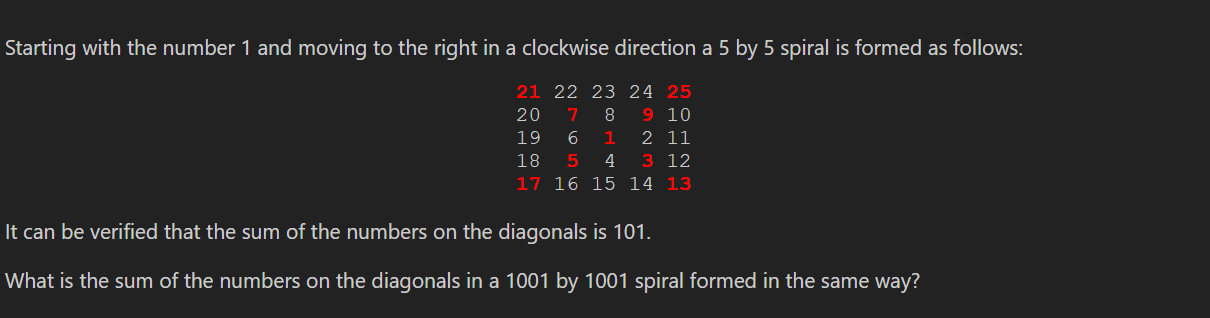 Starting with the number 1 and moving to the right in a clockwise direction a 5 by 5 spiral is formed as follows:
21 22 23 24 25
20 7 8 9 10
19 6 1 2 11
18 5 4 3 12
17 16 15 14 13
It can be verified that the sum of the numbers on the diagonals is 101.
What is the sum of the numbers on the diagonals in a 1001 by 1001 spiral formed in the same way?